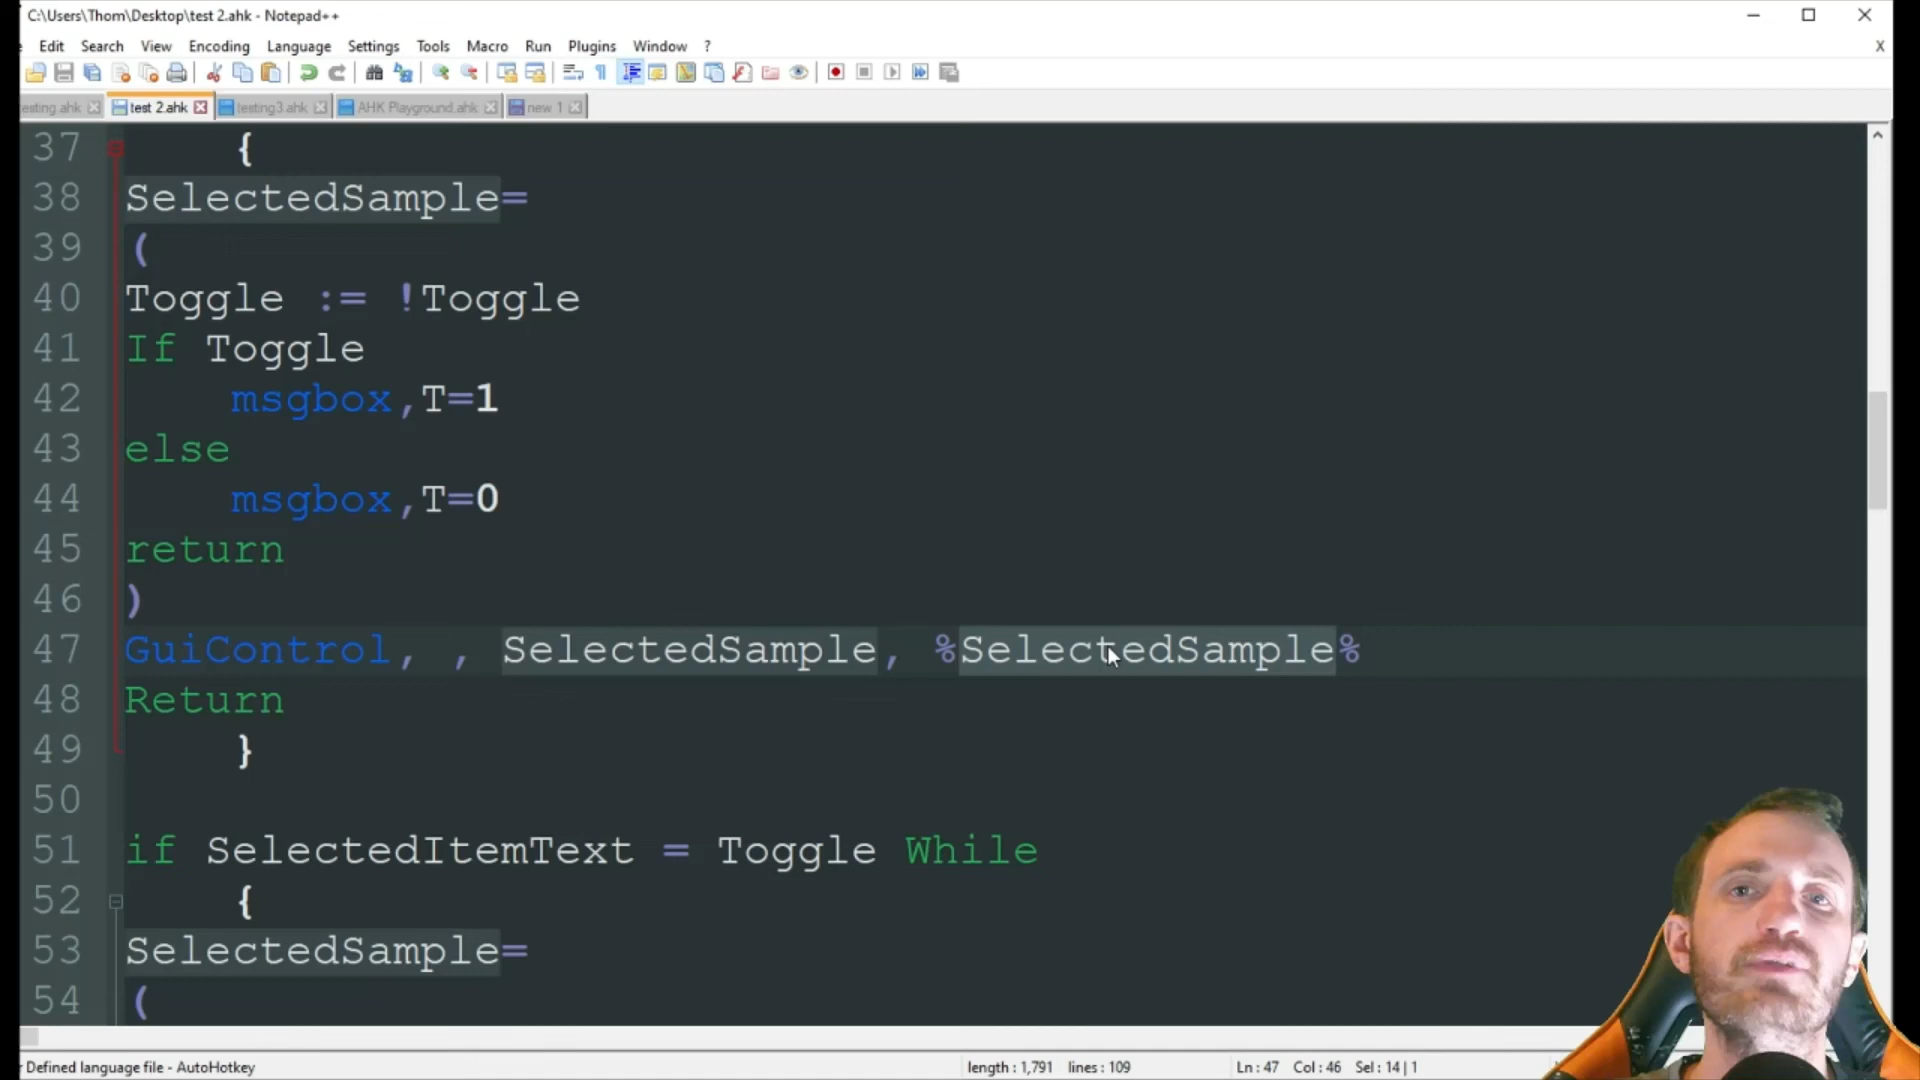 C:\Users\Thom\Desktop\test 2.ahk - Notepad++
Edit Search View Encoding Language Settings Tools Macro Run Plugins Window ? X
esting.ahk test 2.ahk testing3.ahk AHK Playground.ahk new 1
37 {
38 SelectedSample=
39 (
40 Toggle := !Toggle
41 If Toggle
42 msgbox,T=1
43 else
44 msgbox,T=0
45 return
46 )
47 GuiControl, , SelectedSample, %SelectedSample%
48 Return
49 }
50
51 if SelectedItemText = Toggle While
52 {
53 SelectedSample=
54 (
Defined language file - AutoHotkey length : 1,791 lines : 109 Ln : 47 Col : 46 Sel : 14 | 1